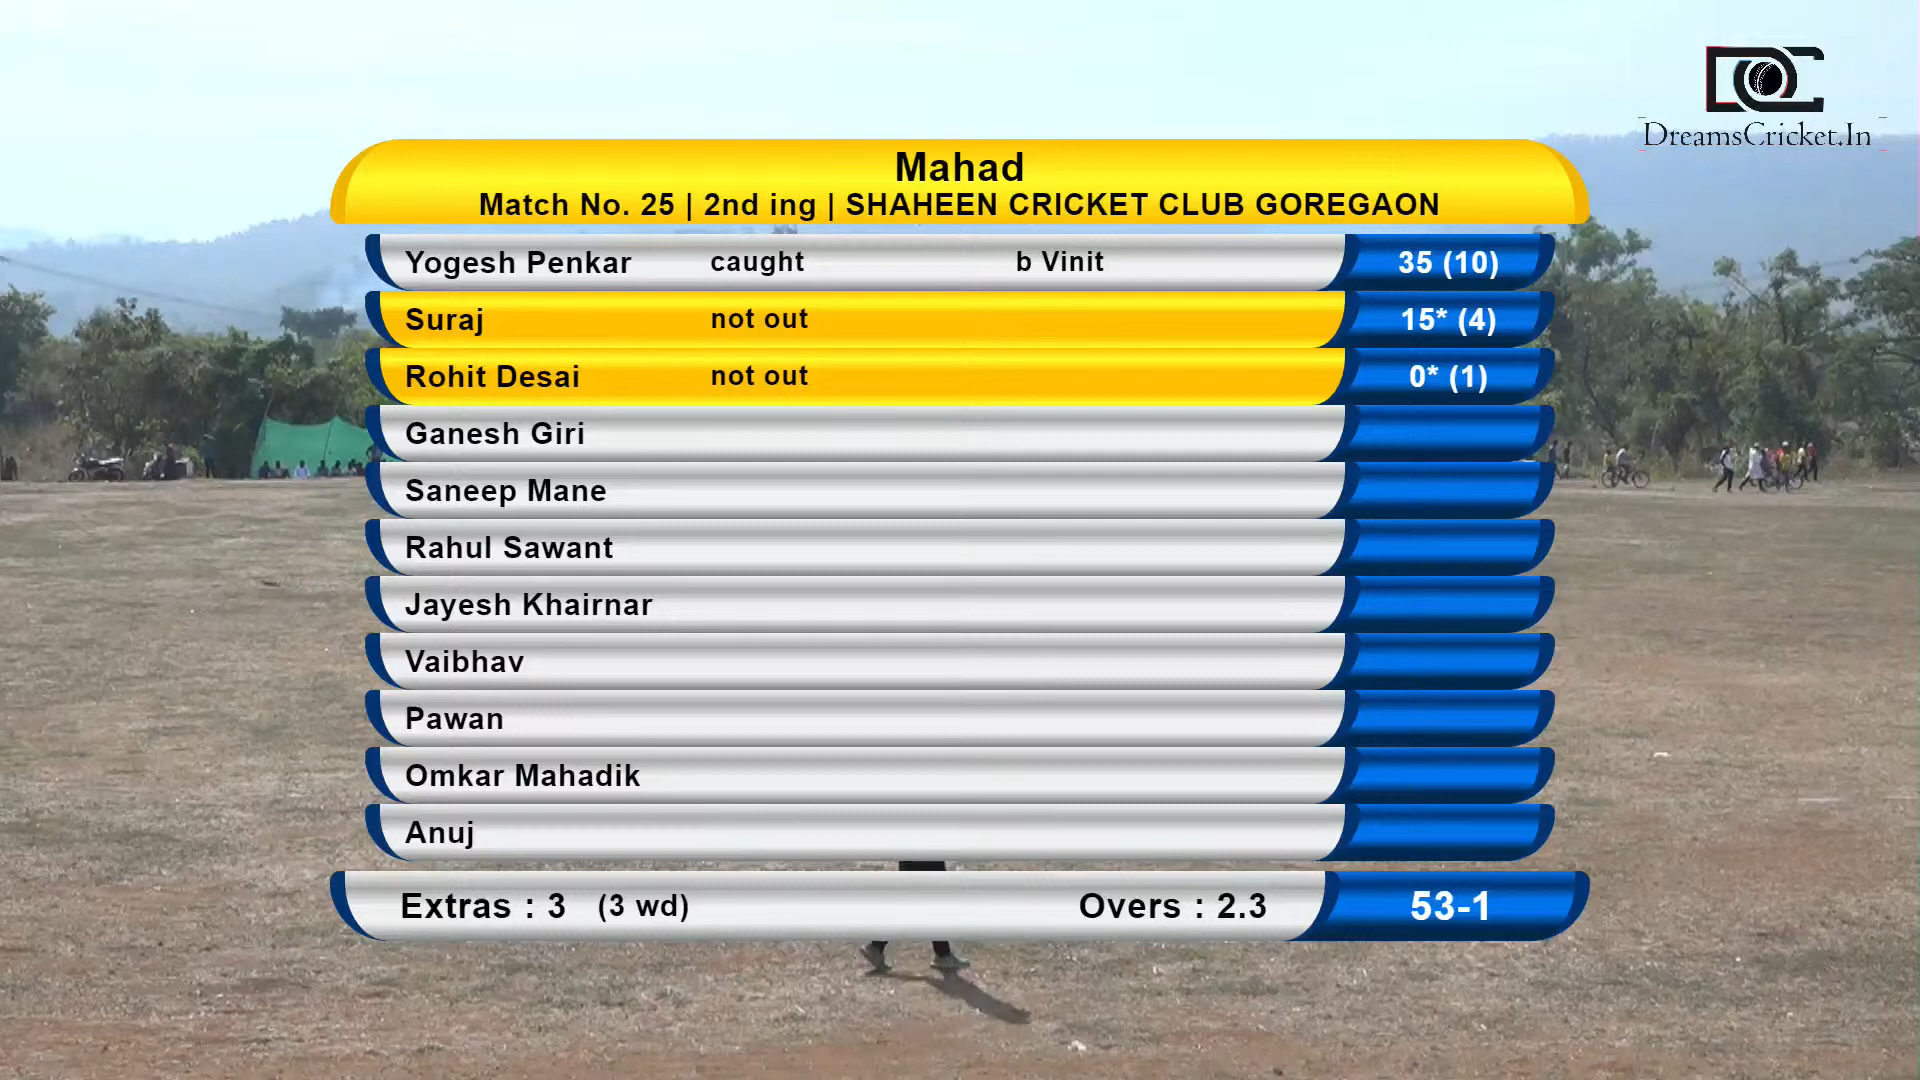 DC
DreamsCricket.In
Mahad
Match No. 25 | 2nd ing | SHAHEEN CRICKET CLUB GOREGAON
Yogesh Penkar caught b Vinit 35 (10)
Suraj not out 15* (4)
Rohit Desai not out 0* (1)
Ganesh Giri
Saneep Mane
Rahul Sawant
Jayesh Khairnar
Vaibhav
Pawan
Omkar Mahadik
Anuj
Extras : 3 (3 wd) Overs : 2.3 53-1